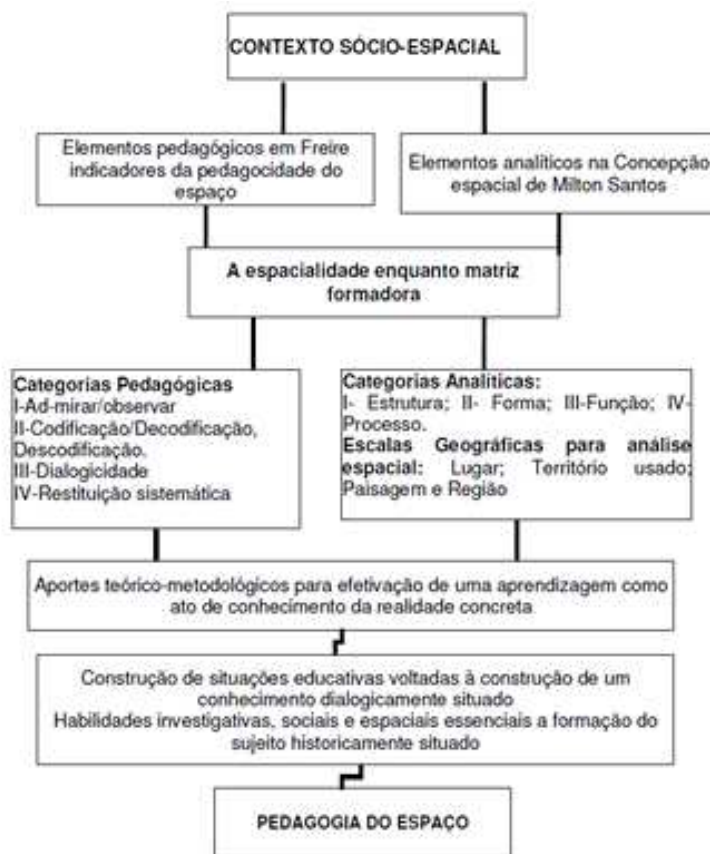 CONTEXTO SÓCIO-ESPACIAL
Elementos pedagógicos em Freire
indicadores da pedagocidade do
espaço
Elementos analíticos na Concepção
espacial de Milton Santos
A espacialidade enquanto matriz
formadora
Categorias Pedagógicas
I-Ad-mirar/observar
II-Codificação/Decodificação,
Descodificação.
III-Dialogicidade
IV-Restituição sistemática
Categorias Analíticas:
I- Estrutura; II- Forma; III-Função; IV-
Processo.
Escalas Geográficas para análise
espacial: Lugar; Território usado;
Paisagem e Região
Aportes teórico-metodológicos para efetivação de uma aprendizagem como
ato de conhecimento da realidade concreta
Construção de situações educativas voltadas à construção de um
conhecimento dialogicamente situado
Habilidades investigativas, sociais e espaciais essenciais a formação do
sujeito historicamente situado
PEDAGOGIA DO ESPAÇO